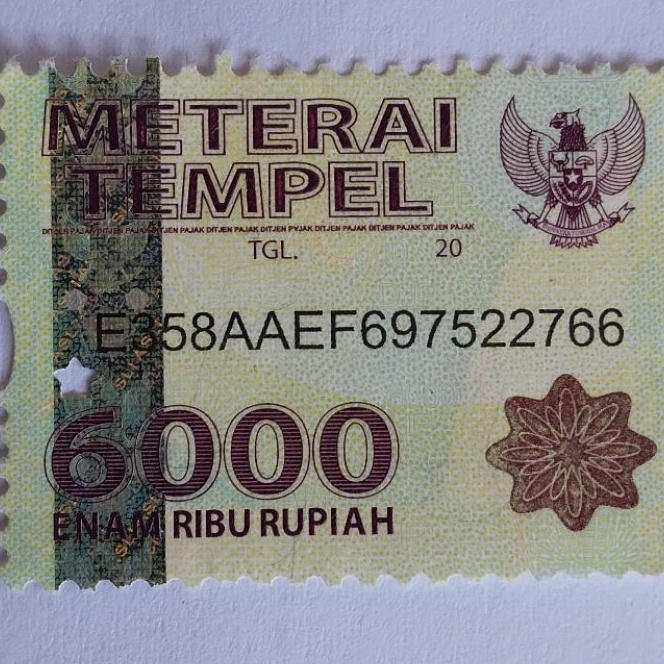 METERAI
TEMPEL
DITJEN PAJAK DITJEN PAJAK DITJEN PAJAK DITJEN PAJAK DITJEN PAJAK DITJEN PAJAK DITJEN PAJAK DITJEN PAJAK
TGL. 20
E358AAEF697522766
6000
ENAM RIBU RUPIAH